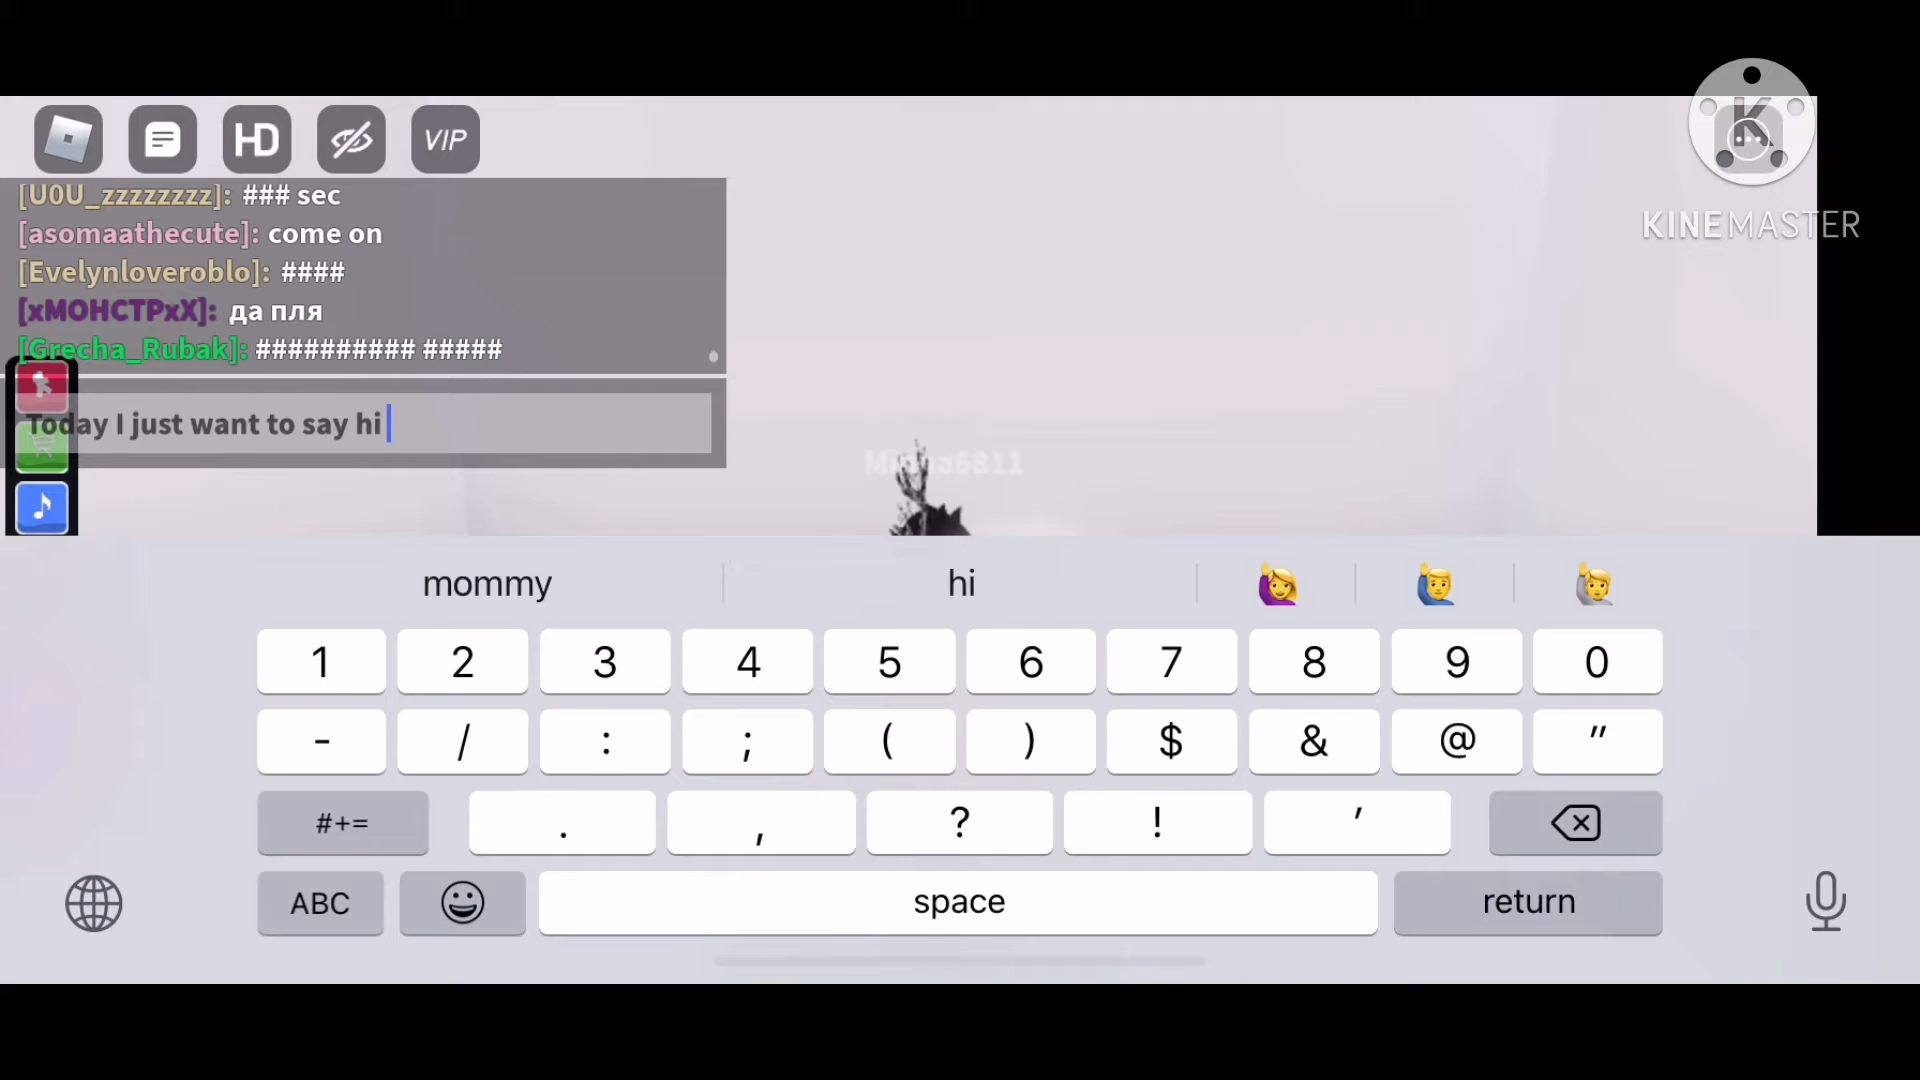 HD
VIP
[U0U_zzzzzzzz]: ### sec
[asomaathecute]: come on
[Evelynloveroblo]: ####
[xМОНСТРxX]: да пля
[Grecha_Rubak]: ########## #####
Today I just want to say hi
K
KINEMASTER
mommy hi
1 2 3 4 5 6 7 8 9 0
- / : ; ( ) $ & @ "
#+= . , ? ! '
ABC space return